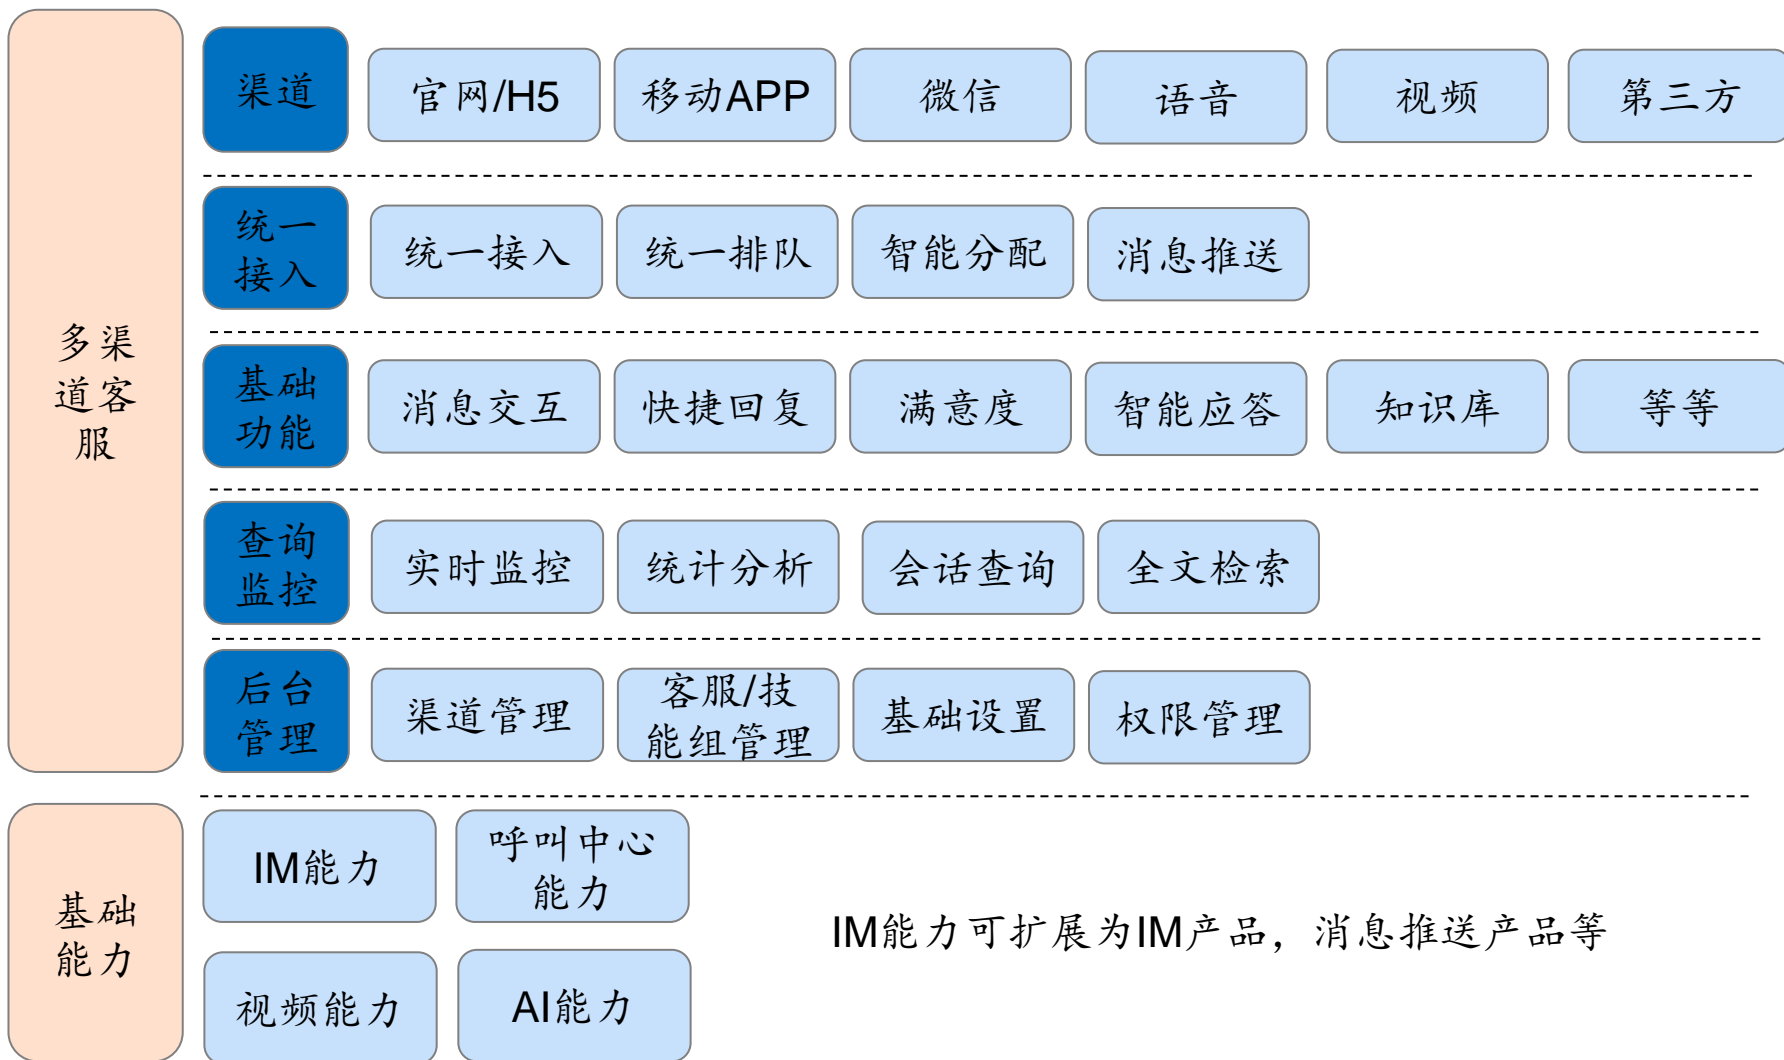 渠道
官网/H5
移动APP
微信
语音
视频
第三方
统一
接入
统一接入
统一排队
智能分配
消息推送
多渠
道客
服
基础
功能
消息交互
快捷回复
满意度
智能应答
知识库
等等
查询
监控
实时监控
统计分析
会话查询
全文检索
后台
管理
渠道管理
客服/技
能组管理
基础设置
权限管理
基础
能力
IM能力
呼叫中心
能力
视频能力
AI能力
IM能力可扩展为IM产品，消息推送产品等